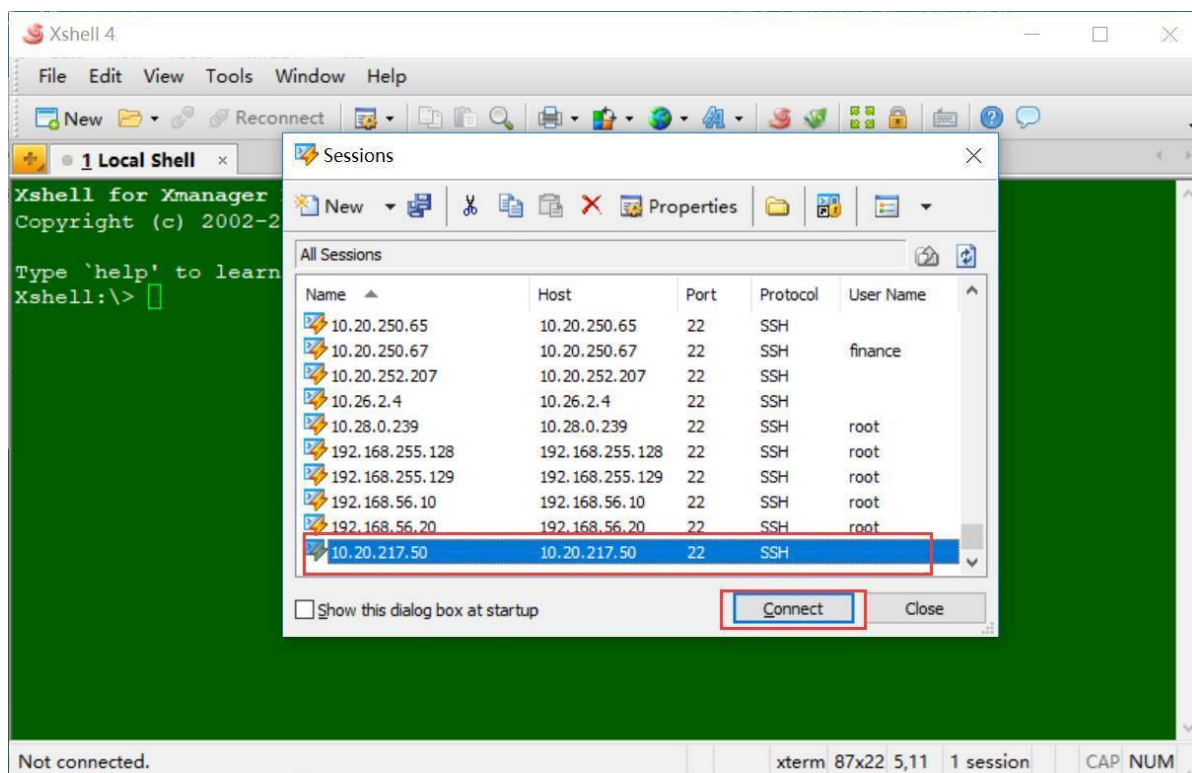 Xshell 4
File Edit View Tools Window Help
New Reconnect
1 Local Shell ×
Xshell for Xmanager
Copyright (c) 2002-2
Type `help' to learn
Xshell:\>
Sessions
New Properties
All Sessions
Name Host Port Protocol User Name
10.20.250.65 10.20.250.65 22 SSH
10.20.250.67 10.20.250.67 22 SSH finance
10.20.252.207 10.20.252.207 22 SSH
10.26.2.4 10.26.2.4 22 SSH
10.28.0.239 10.28.0.239 22 SSH root
192.168.255.128 192.168.255.128 22 SSH root
192.168.255.129 192.168.255.129 22 SSH root
192.168.56.10 192.168.56.10 22 SSH root
192.168.56.20 192.168.56.20 22 SSH root
10.20.217.50 10.20.217.50 22 SSH
Show this dialog box at startup Connect Close
Not connected. xterm 87x22 5,11 1 session CAP NUM